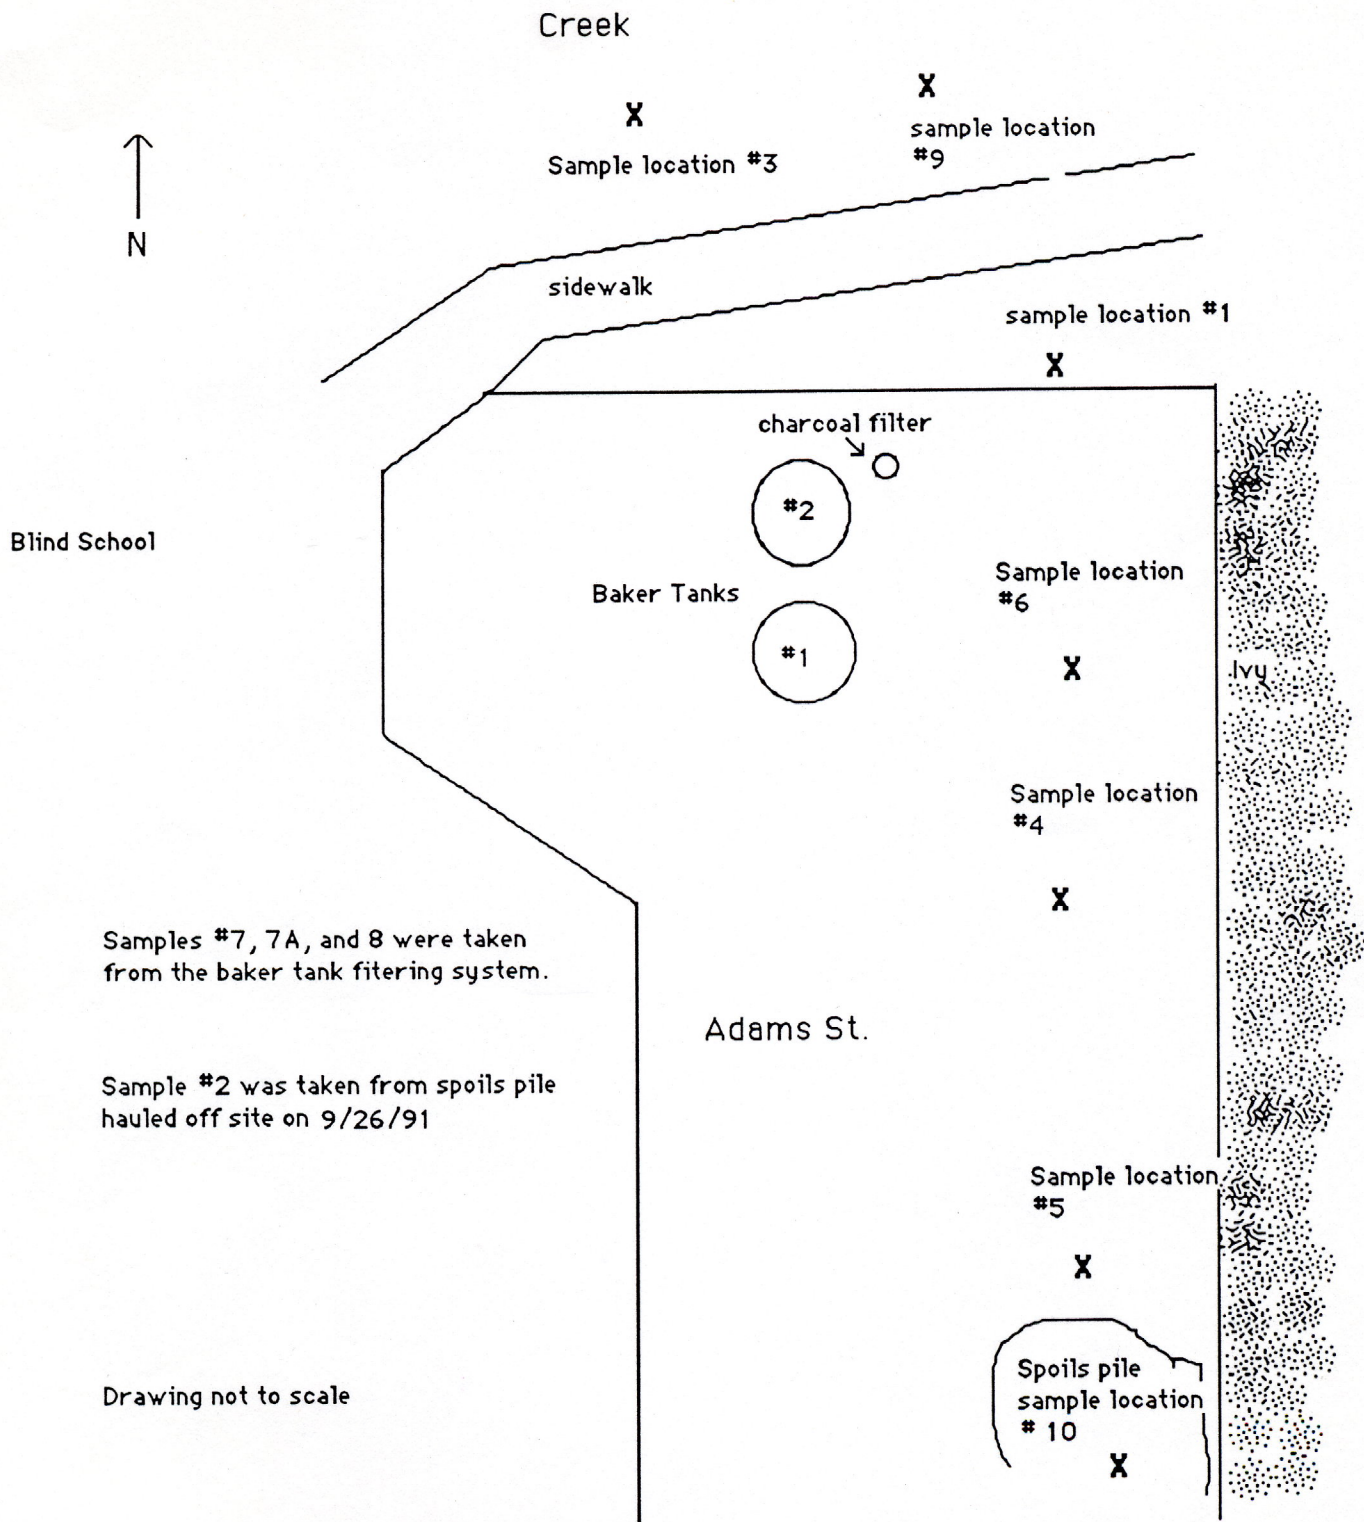 Creek
X
X
sample location
#9
Sample location #3
N
sidewalk
sample location #1
X
charcoal filter
#2
Blind School
Sample location
#6
Baker Tanks
#1
X
Ivy
Sample location
#4
X
Samples #7, 7A, and 8 were taken
from the baker tank fitering system.
Adams St.
Sample #2 was taken from spoils pile
hauled off site on 9/26/91
Sample location
#5
X
Spoils pile
sample location
# 10
X
Drawing not to scale